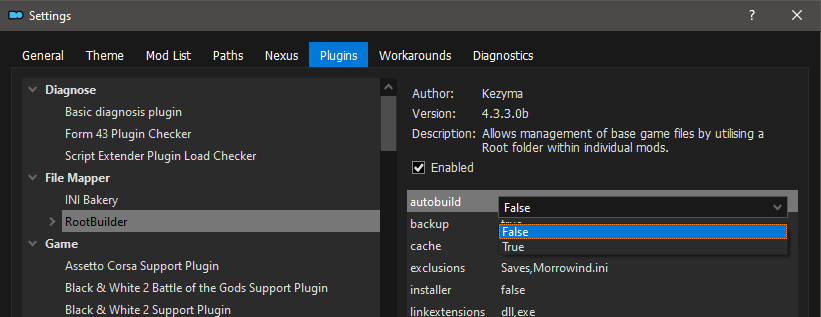 Settings
General Theme Mod List Paths Nexus Plugins Workarounds Diagnostics
Diagnose
Basic diagnosis plugin
Form 43 Plugin Checker
Script Extender Plugin Load Checker
File Mapper
INI Bakery
RootBuilder
Game
Assetto Corsa Support Plugin
Black & White 2 Battle of the Gods Support Plugin
Black & White 2 Support Plugin
Author: Kezyma
Version: 4.3.3.0b
Description: Allows management of base game files by utilising a
Root folder within individual mods.
Enabled
autobuild False
backup
False
cache True
exclusions Saves,Morrowind.ini
installer false
linkextensions dll,exe